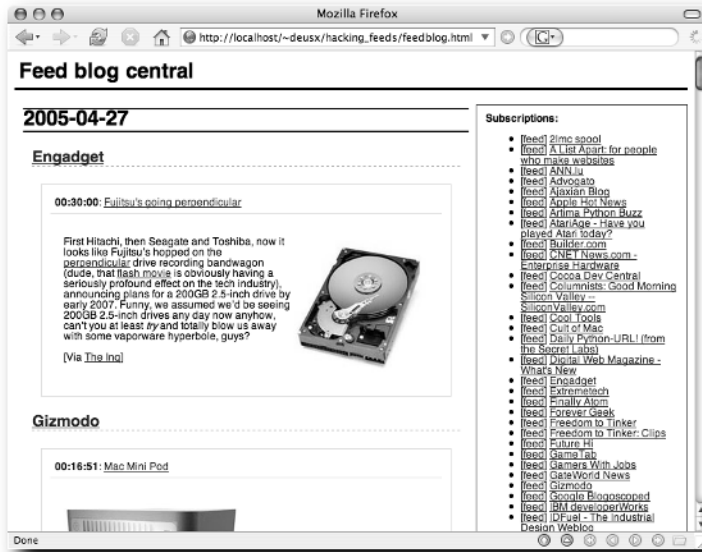 Mozilla Firefox
http://localhost/~deusx/hacking_feeds/feedblog.html
G
Feed blog central
2005-04-27
Engadget
00:30:00: Fujitsu's going perpendicular
First Hitachi, then Seagate and Toshiba, now it
looks like Fujitsu's hopped on the
perpendicular drive recording bandwagon
(dude, that flash movie is obviously having a
seriously profound effect on the tech industry),
announcing plans for a 200GB 2.5-inch drive by
early 2007. Funny, we assumed we'd be seeing
200GB 2.5-inch drives any day now anyhow,
can't you at least try and totally blow us away
with some vaporware hyperbole, guys?
[Via The Inq]
Gizmodo
00:16:51: Mac Mini Pod
Subscriptions:
[feed] 2lmc spool
[feed] A List Apart: for people
who make websites
[feed] ANN.lu
[feed] Advogato
[feed] Ajaxian Blog
[feed] Apple Hot News
[feed] Artima Python Buzz
[feed] AtariAge - Have you
played Atari today?
[feed] Builder.com
[feed] CNET News.com -
Enterprise Hardware
[feed] Cocoa Dev Central
[feed] Columnists: Good Morning
Silicon Valley --
SiliconValley.com
[feed] Cool Tools
[feed] Cult of Mac
[feed] Daily Python-URL! (from
the Secret Labs)
[feed] Digital Web Magazine -
What's New
[feed] Engadget
[feed] Extremetech
[feed] Finally Atom
[feed] Forever Geek
[feed] Freedom to Tinker
[feed] Freedom to Tinker: Clips
[feed] Future Hi
[feed] GameTab
[feed] Gamers With Jobs
[feed] GateWorld News
[feed] Gizmodo
[feed] Google Blogoscoped
[feed] IBM developerWorks
[feed] IDFuel - The Industrial
Design Weblog
Done